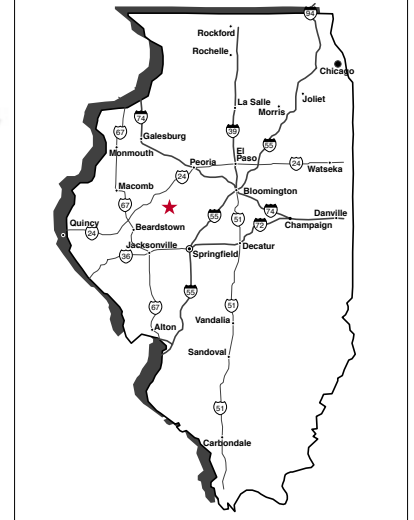 94
Rockford
Rochelle
Chicago
La Salle
Joliet
Morris
74
67
39
Galesburg
55
Monmouth
El
Paso
Peoria
24
Watseka
24
Macomb
Bloomington
67
55
74
Danville
Quincy
51
72
Champaign
24
Beardstown
Jacksonville
Decatur
36
Springfield
55
67
51
Vandalia
Alton
Sandoval
51
Carbondale